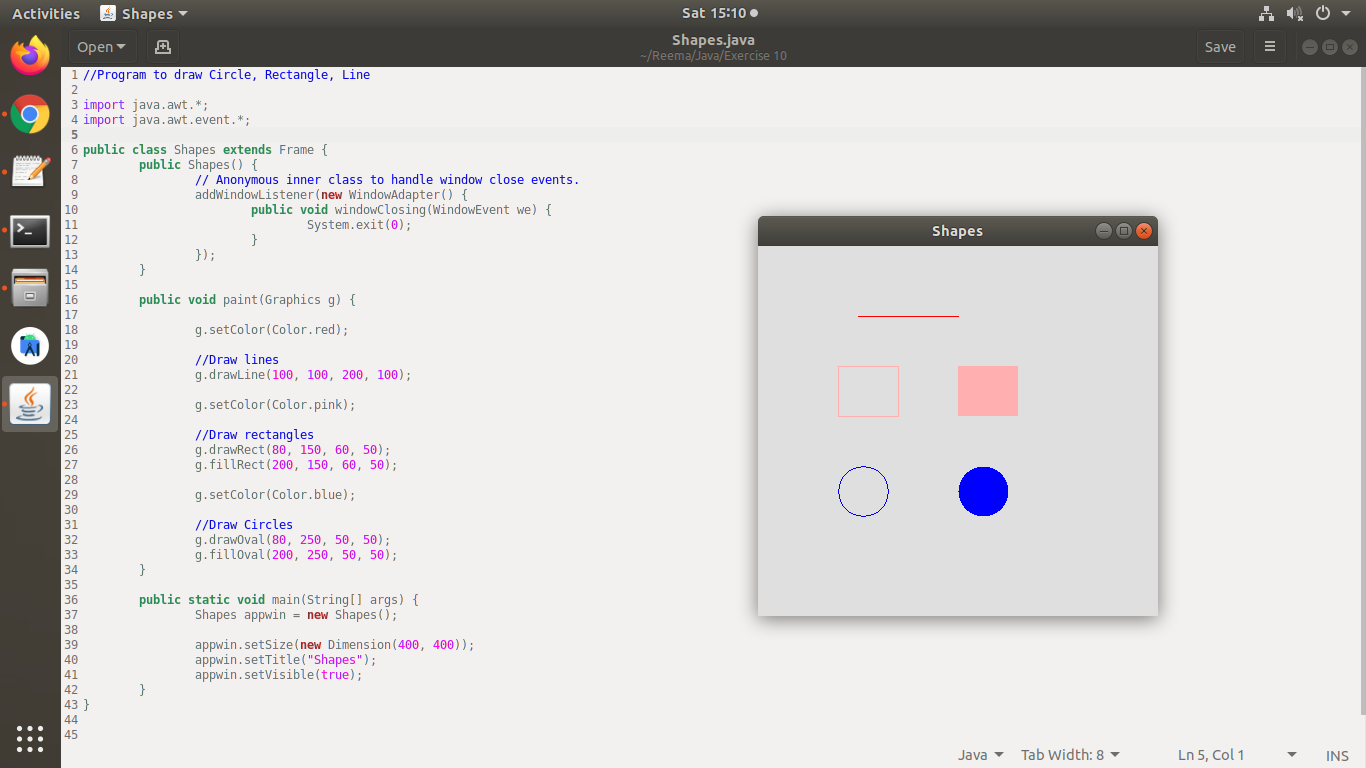 Activities Shapes Sat 15:10
Open Shapes.java Save
~/Reema/Java/Exercise 10
1 //Program to draw Circle, Rectangle, Line
2
3 import java.awt.*;
4 import java.awt.event.*;
5
6 public class Shapes extends Frame {
7 public Shapes() {
8 // Anonymous inner class to handle window close events.
9 addWindowListener(new WindowAdapter() {
10 public void windowClosing(WindowEvent we) {
11 System.exit(0);
12 }
13 });
14 }
15
16 public void paint(Graphics g) {
17
18 g.setColor(Color.red);
19
20 //Draw lines
21 g.drawLine(100, 100, 200, 100);
22
23 g.setColor(Color.pink);
24
25 //Draw rectangles
26 g.drawRect(80, 150, 60, 50);
27 g.fillRect(200, 150, 60, 50);
28
29 g.setColor(Color.blue);
30
31 //Draw Circles
32 g.drawOval(80, 250, 50, 50);
33 g.fillOval(200, 250, 50, 50);
34 }
35
36 public static void main(String[] args) {
37 Shapes appwin = new Shapes();
38
39 appwin.setSize(new Dimension(400, 400));
40 appwin.setTitle("Shapes");
41 appwin.setVisible(true);
42 }
43 }
44
45
Shapes
Java Tab Width: 8 Ln 5, Col 1 INS